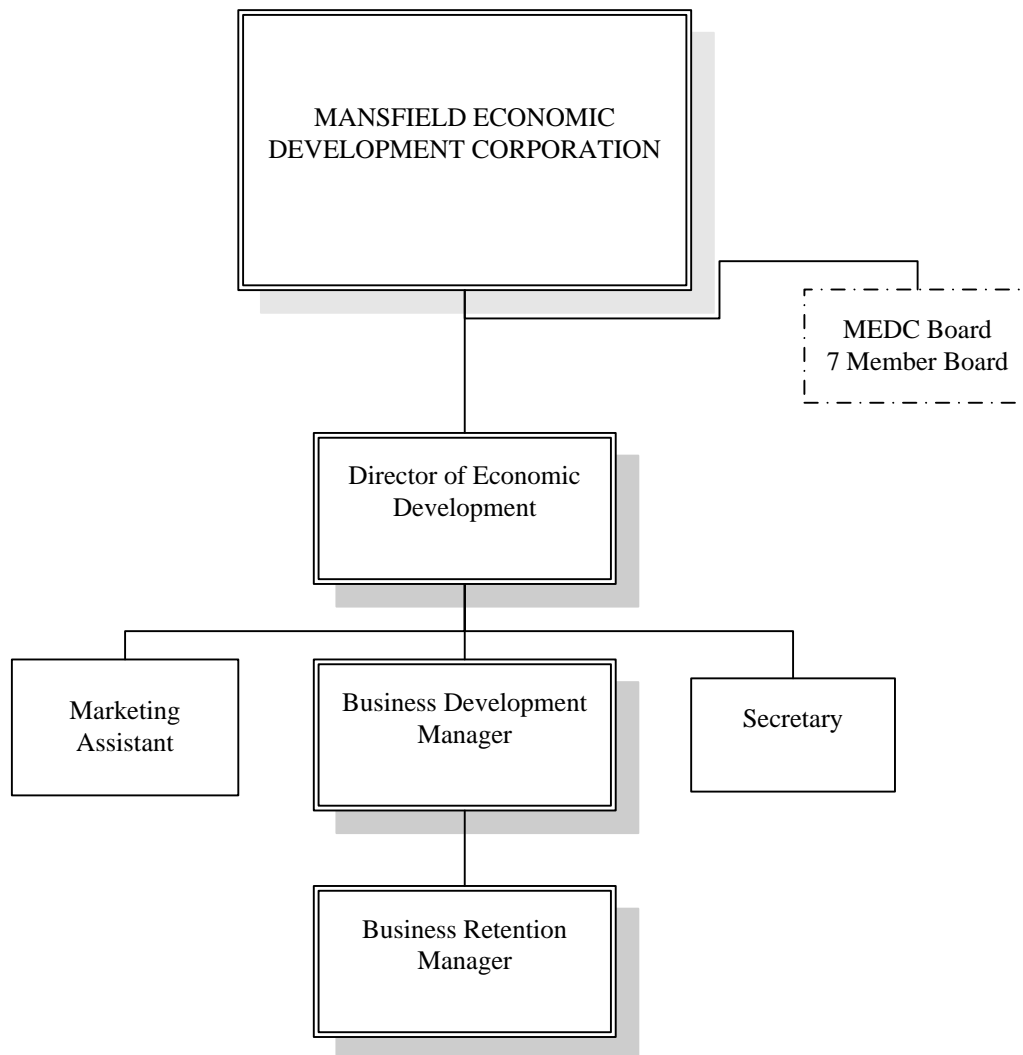 MANSFIELD ECONOMIC
DEVELOPMENT CORPORATION
MEDC Board
7 Member Board
Director of Economic
Development
Marketing
Assistant
Business Development
Manager
Secretary
Business Retention
Manager